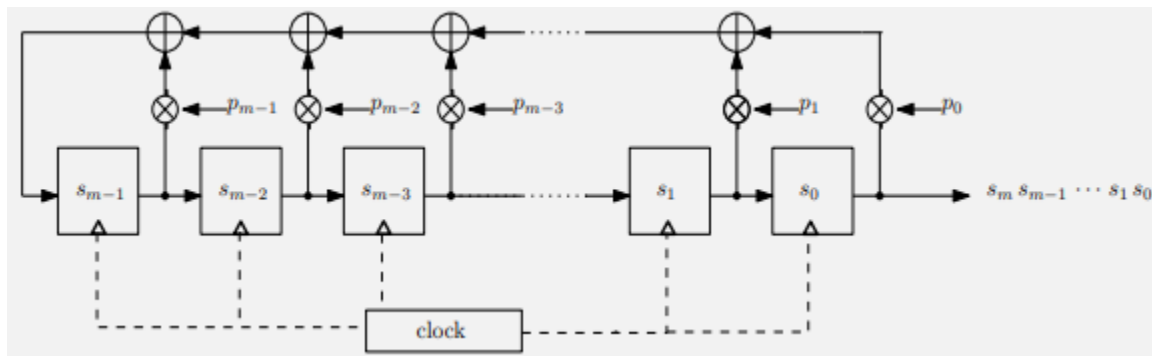 p_{m−1} p_{m−2} p_{m−3} p_1 p_0
s_{m−1} s_{m−2} s_{m−3} s_1 s_0 s_m s_{m−1} ⋯ s_1 s_0
clock